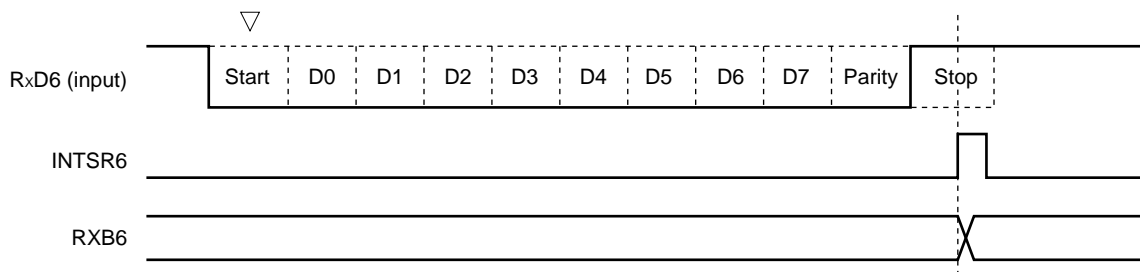 RxD6 (input) Start D0 D1 D2 D3 D4 D5 D6 D7 Parity Stop
INTSR6
RXB6